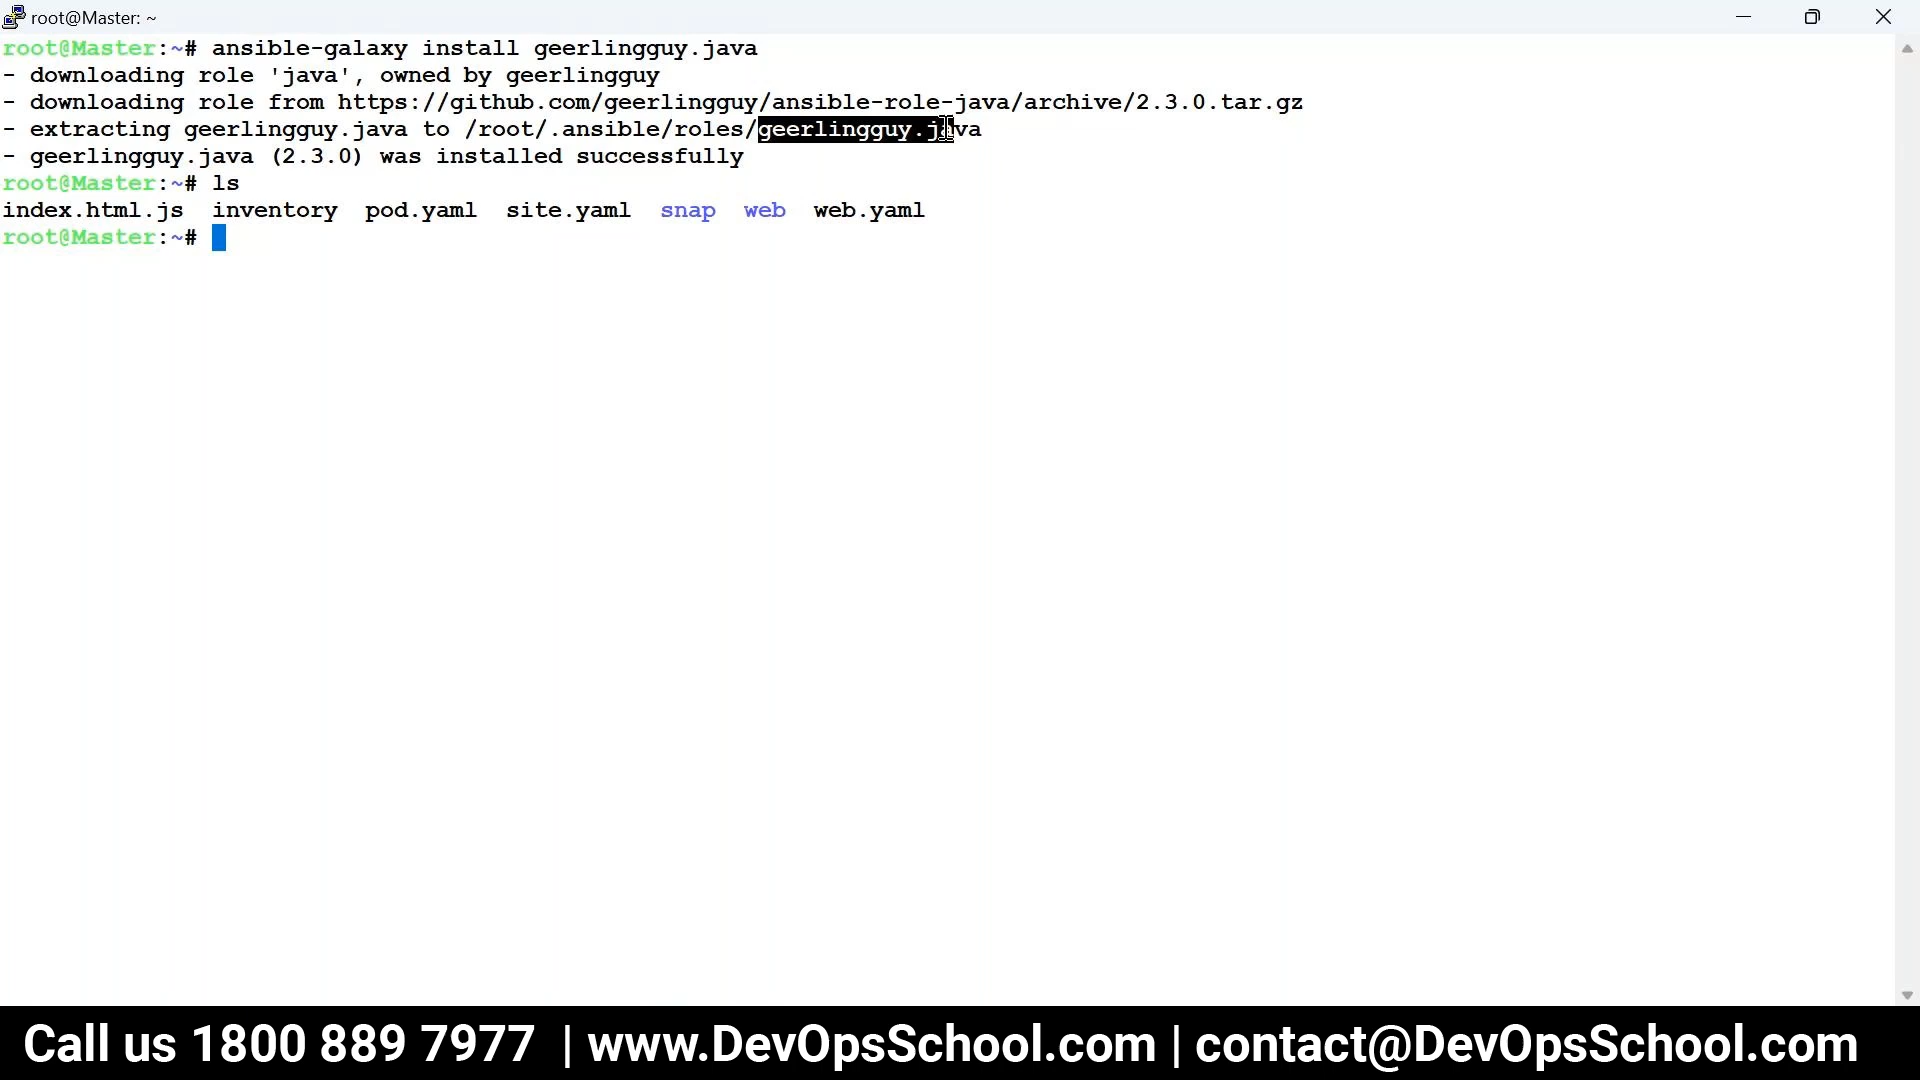 root@Master: ~
root@Master:~# ansible-galaxy install geerlingguy.java
- downloading role 'java', owned by geerlingguy
- downloading role from https://github.com/geerlingguy/ansible-role-java/archive/2.3.0.tar.gz
- extracting geerlingguy.java to /root/.ansible/roles/geerlingguy.java
- geerlingguy.java (2.3.0) was installed successfully
root@Master:~# ls
index.html.js  inventory  pod.yaml  site.yaml  snap  web  web.yaml
root@Master:~#
Call us 1800 889 7977 | www.DevOpsSchool.com | contact@DevOpsSchool.com